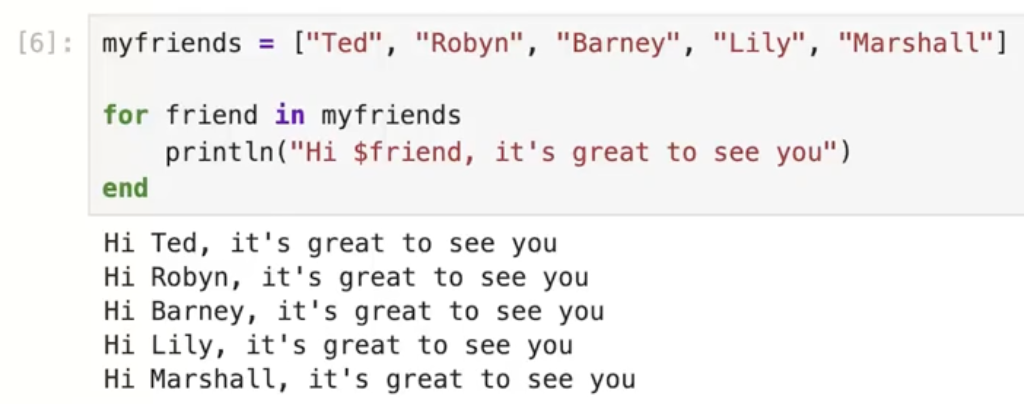 [6]: myfriends = ["Ted", "Robyn", "Barney", "Lily", "Marshall"]
for friend in myfriends
    println("Hi $friend, it's great to see you")
end
Hi Ted, it's great to see you
Hi Robyn, it's great to see you
Hi Barney, it's great to see you
Hi Lily, it's great to see you
Hi Marshall, it's great to see you